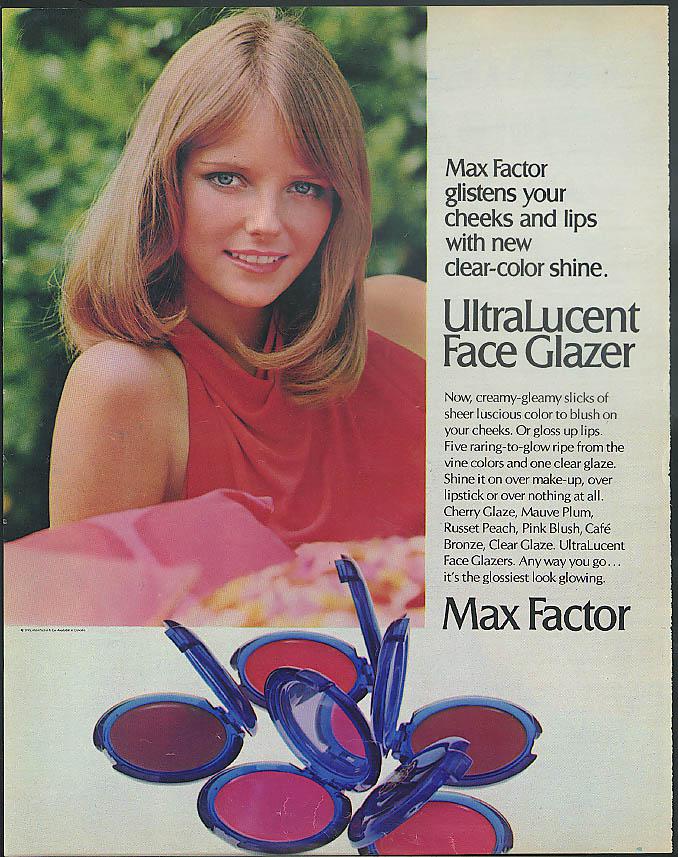 Max Factor
glistens your
cheeks and lips
with new
clear-color shine.
UltraLucent
Face Glazer
Now, creamy-gleamy slicks of
sheer luscious color to blush on
your cheeks. Or gloss up lips.
Five raring-to-glow ripe from the
vine colors and one clear glaze.
Shine it on over make-up, over
lipstick or over nothing at all.
Cherry Glaze, Mauve Plum,
Russet Peach, Pink Blush, Café
Bronze, Clear Glaze. UltraLucent
Face Glazers. Any way you go...
it's the glossiest look glowing.
Max Factor